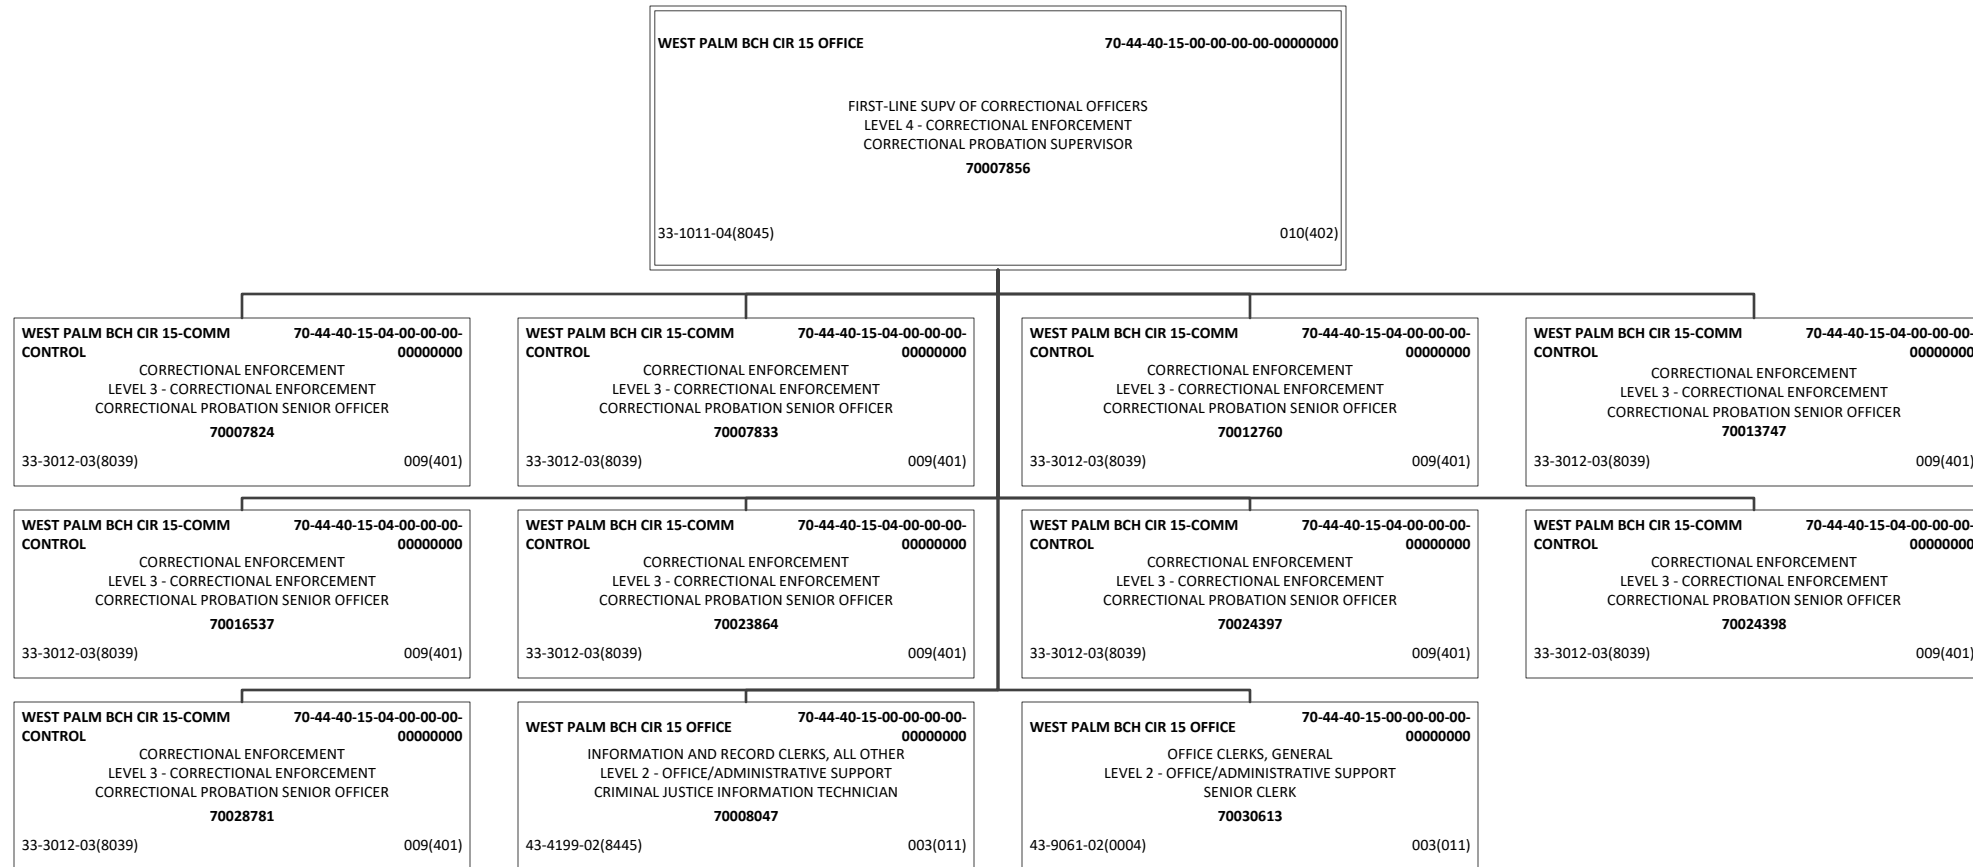 WEST PALM BCH CIR 15 OFFICE 70-44-40-15-00-00-00-00-00000000
FIRST-LINE SUPV OF CORRECTIONAL OFFICERS
LEVEL 4 - CORRECTIONAL ENFORCEMENT
CORRECTIONAL PROBATION SUPERVISOR
70007856
33-1011-04(8045) 010(402)
WEST PALM BCH CIR 15-COMM 70-44-40-15-04-00-00-00-
CONTROL 00000000
CORRECTIONAL ENFORCEMENT
LEVEL 3 - CORRECTIONAL ENFORCEMENT
CORRECTIONAL PROBATION SENIOR OFFICER
70007824
33-3012-03(8039) 009(401)
WEST PALM BCH CIR 15-COMM 70-44-40-15-04-00-00-00-
CONTROL 00000000
CORRECTIONAL ENFORCEMENT
LEVEL 3 - CORRECTIONAL ENFORCEMENT
CORRECTIONAL PROBATION SENIOR OFFICER
70007833
33-3012-03(8039) 009(401)
WEST PALM BCH CIR 15-COMM 70-44-40-15-04-00-00-00-
CONTROL 00000000
CORRECTIONAL ENFORCEMENT
LEVEL 3 - CORRECTIONAL ENFORCEMENT
CORRECTIONAL PROBATION SENIOR OFFICER
70012760
33-3012-03(8039) 009(401)
WEST PALM BCH CIR 15-COMM 70-44-40-15-04-00-00-00-
CONTROL 00000000
CORRECTIONAL ENFORCEMENT
LEVEL 3 - CORRECTIONAL ENFORCEMENT
CORRECTIONAL PROBATION SENIOR OFFICER
70013747
33-3012-03(8039) 009(401)
WEST PALM BCH CIR 15-COMM 70-44-40-15-04-00-00-00-
CONTROL 00000000
CORRECTIONAL ENFORCEMENT
LEVEL 3 - CORRECTIONAL ENFORCEMENT
CORRECTIONAL PROBATION SENIOR OFFICER
70016537
33-3012-03(8039) 009(401)
WEST PALM BCH CIR 15-COMM 70-44-40-15-04-00-00-00-
CONTROL 00000000
CORRECTIONAL ENFORCEMENT
LEVEL 3 - CORRECTIONAL ENFORCEMENT
CORRECTIONAL PROBATION SENIOR OFFICER
70023864
33-3012-03(8039) 009(401)
WEST PALM BCH CIR 15-COMM 70-44-40-15-04-00-00-00-
CONTROL 00000000
CORRECTIONAL ENFORCEMENT
LEVEL 3 - CORRECTIONAL ENFORCEMENT
CORRECTIONAL PROBATION SENIOR OFFICER
70024397
33-3012-03(8039) 009(401)
WEST PALM BCH CIR 15-COMM 70-44-40-15-04-00-00-00-
CONTROL 00000000
CORRECTIONAL ENFORCEMENT
LEVEL 3 - CORRECTIONAL ENFORCEMENT
CORRECTIONAL PROBATION SENIOR OFFICER
70024398
33-3012-03(8039) 009(401)
WEST PALM BCH CIR 15-COMM 70-44-40-15-04-00-00-00-
CONTROL 00000000
CORRECTIONAL ENFORCEMENT
LEVEL 3 - CORRECTIONAL ENFORCEMENT
CORRECTIONAL PROBATION SENIOR OFFICER
70028781
33-3012-03(8039) 009(401)
WEST PALM BCH CIR 15 OFFICE 70-44-40-15-00-00-00-00-
00000000
INFORMATION AND RECORD CLERKS, ALL OTHER
LEVEL 2 - OFFICE/ADMINISTRATIVE SUPPORT
CRIMINAL JUSTICE INFORMATION TECHNICIAN
70008047
43-4199-02(8445) 003(011)
WEST PALM BCH CIR 15 OFFICE 70-44-40-15-00-00-00-00-
00000000
OFFICE CLERKS, GENERAL
LEVEL 2 - OFFICE/ADMINISTRATIVE SUPPORT
SENIOR CLERK
70030613
43-9061-02(0004) 003(011)